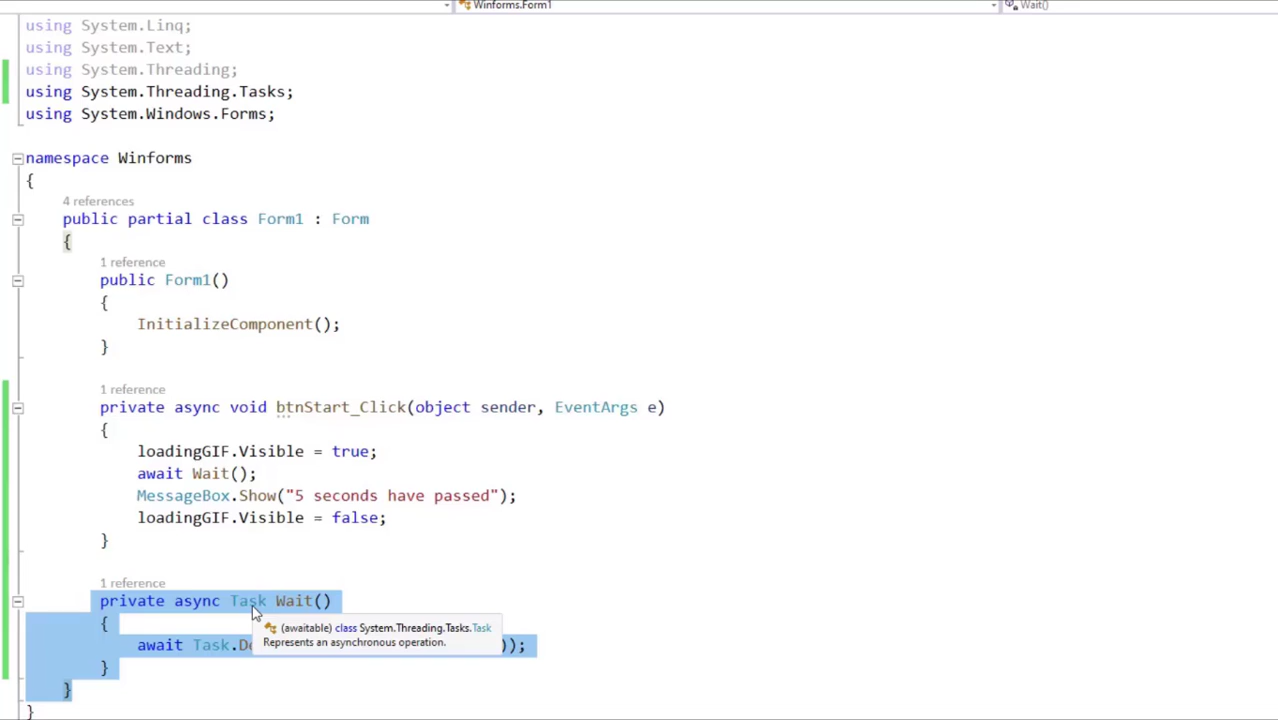 Winforms.Form1 Wait()
using System.Linq;
using System.Text;
using System.Threading;
using System.Threading.Tasks;
using System.Windows.Forms;
namespace Winforms
{
4 references
public partial class Form1 : Form
{
1 reference
public Form1()
{
InitializeComponent();
}
1 reference
private async void btnStart_Click(object sender, EventArgs e)
{
loadingGIF.Visible = true;
await Wait();
MessageBox.Show("5 seconds have passed");
loadingGIF.Visible = false;
}
1 reference
private async Task Wait()
{
(awaitable) class System.Threading.Tasks.Task
Represents an asynchronous operation.
await Task.D ));
}
}
}